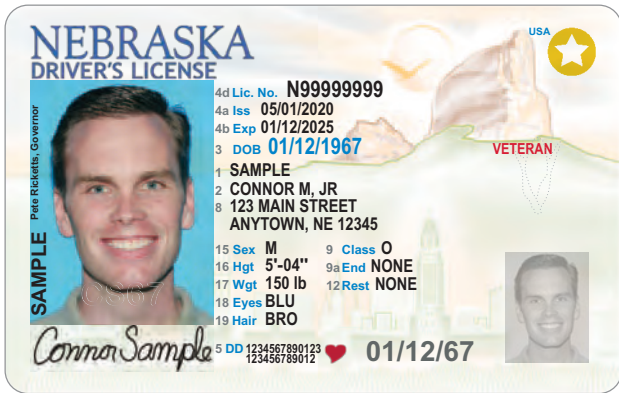 NEBRASKA
USA
DRIVER'S LICENSE
4d Lic. No. N99999999
4a Iss 05/01/2020
4b Exp 01/12/2025
3 DOB 01/12/1967
VETERAN
1 SAMPLE
2 CONNOR M, JR
8 123 MAIN STREET
ANYTOWN, NE 12345
15 Sex M 9 Class O
16 Hgt 5'-04" 9a End NONE
17 Wgt 150 lb 12 Rest NONE
18 Eyes BLU
19 Hair BRO
5 DD 1234567890123
123456789012
01/12/67
Pete Ricketts, Governor
SAMPLE
Connor Sample